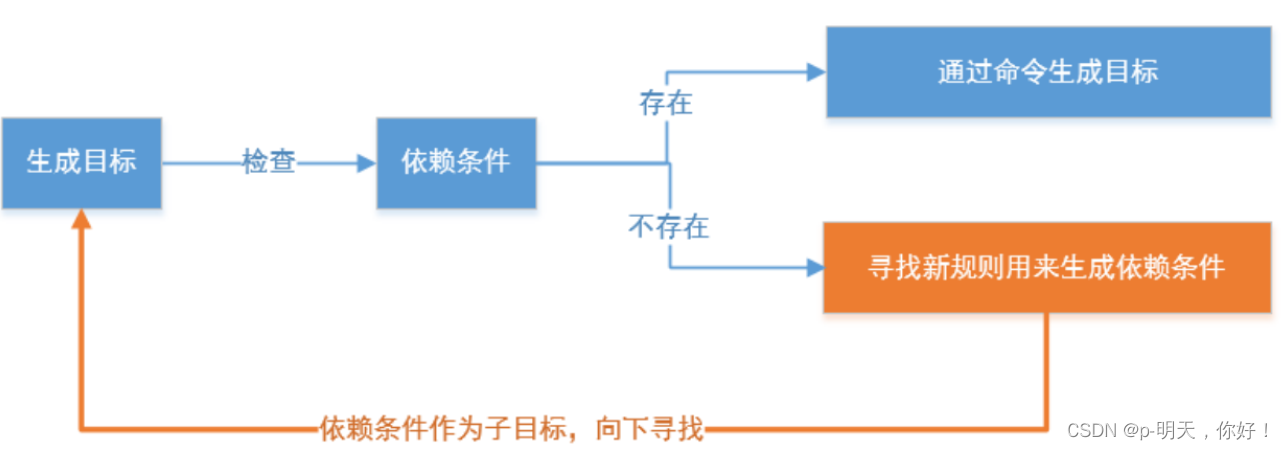 生成目标
检查
依赖条件
存在
通过命令生成目标
不存在
寻找新规则用来生成依赖条件
依赖条件作为子目标，向下寻找
CSDN @p-明天，你好！